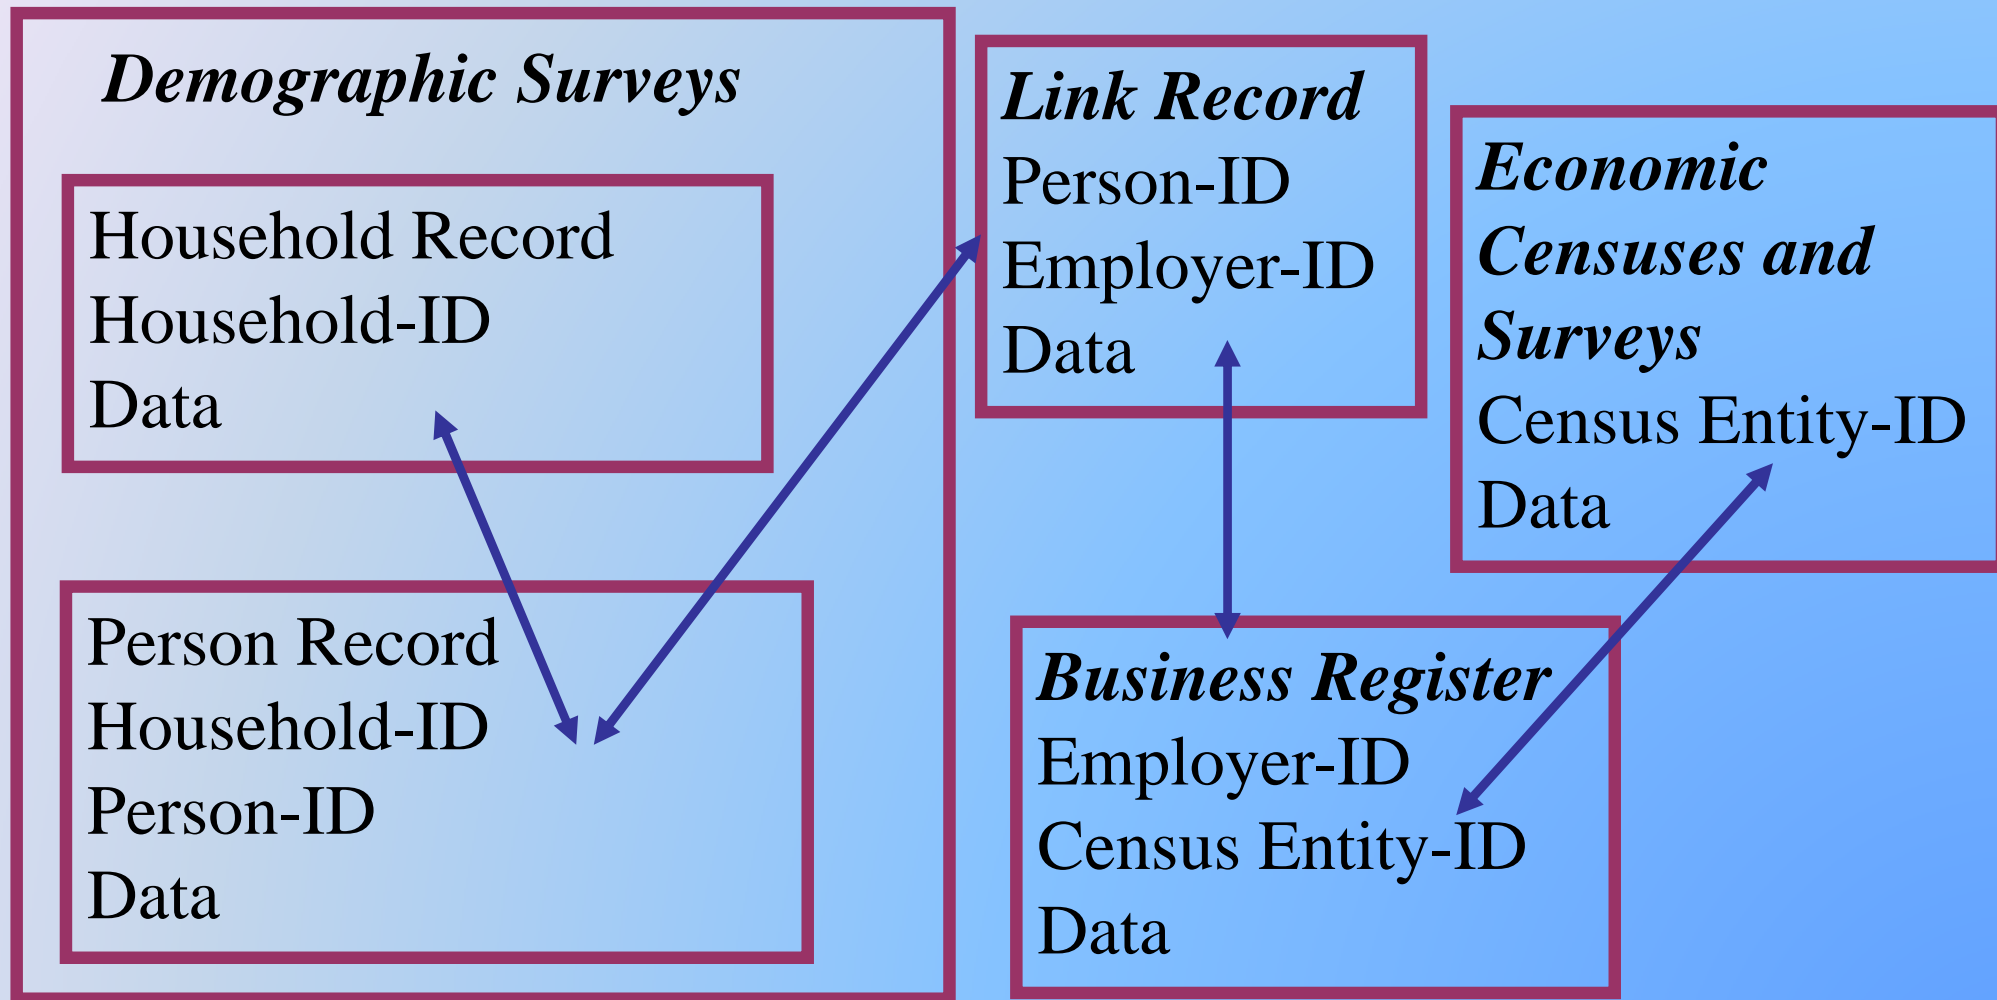 Demographic Surveys
Household Record
Household-ID
Data
Person Record
Household-ID
Person-ID
Data
Link Record
Person-ID
Employer-ID
Data
Economic
Censuses and
Surveys
Census Entity-ID
Data
Business Register
Employer-ID
Census Entity-ID
Data